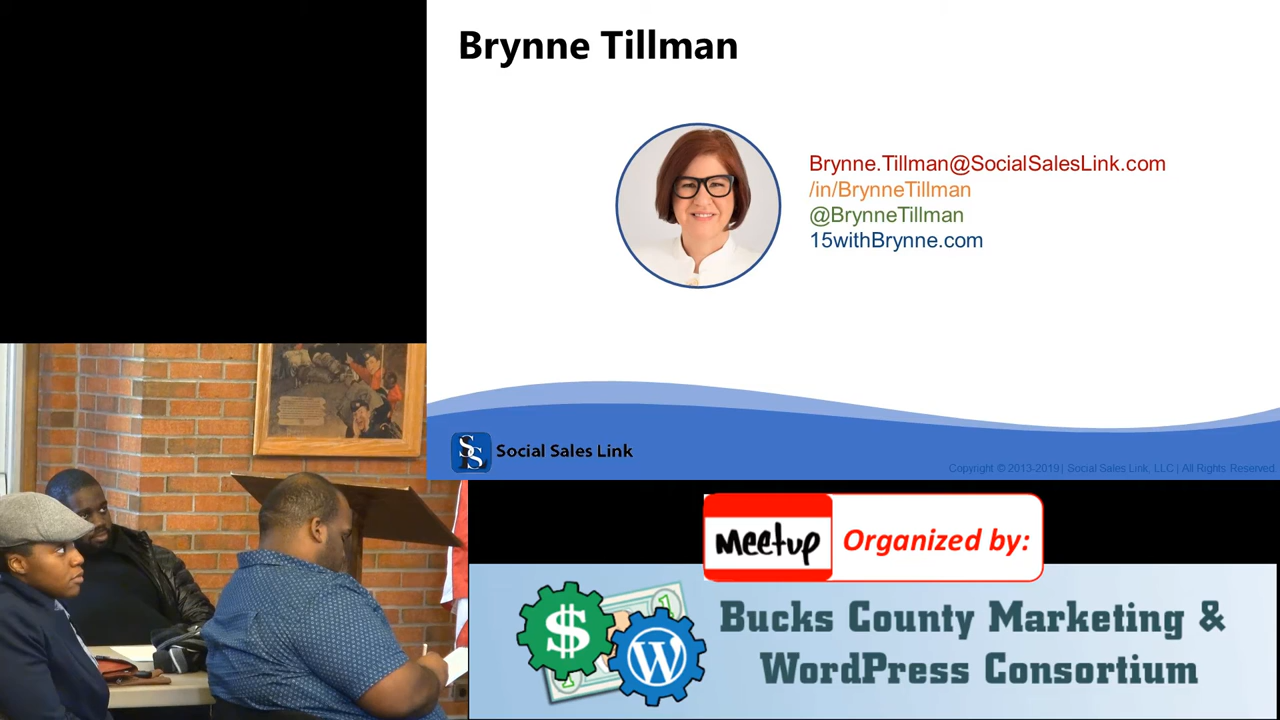 Brynne Tillman
Brynne.Tillman@SocialSalesLink.com
/in/BrynneTillman
@BrynneTillman
15withBrynne.com
Social Sales Link
Copyright © 2013-2019 | Social Sales Link, LLC | All Rights Reserved
meetup
Organized by:
Bucks County Marketing &
WordPress Consortium